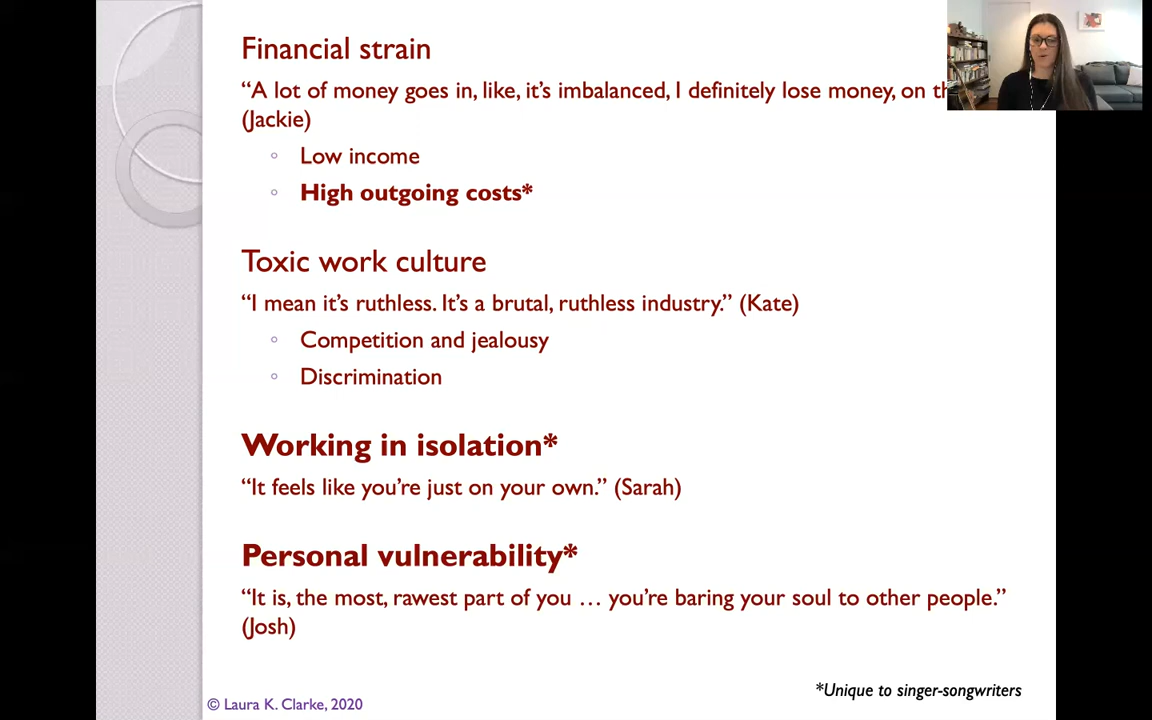 Financial strain
“A lot of money goes in, like, it’s imbalanced, I definitely lose money, on
(Jackie)
◦ Low income
◦ High outgoing costs*
Toxic work culture
“I mean it’s ruthless. It’s a brutal, ruthless industry.” (Kate)
◦ Competition and jealousy
◦ Discrimination
Working in isolation*
“It feels like you’re just on your own.” (Sarah)
Personal vulnerability*
“It is, the most, rawest part of you … you’re baring your soul to other people.”
(Josh)
*Unique to singer-songwriters
© Laura K. Clarke, 2020